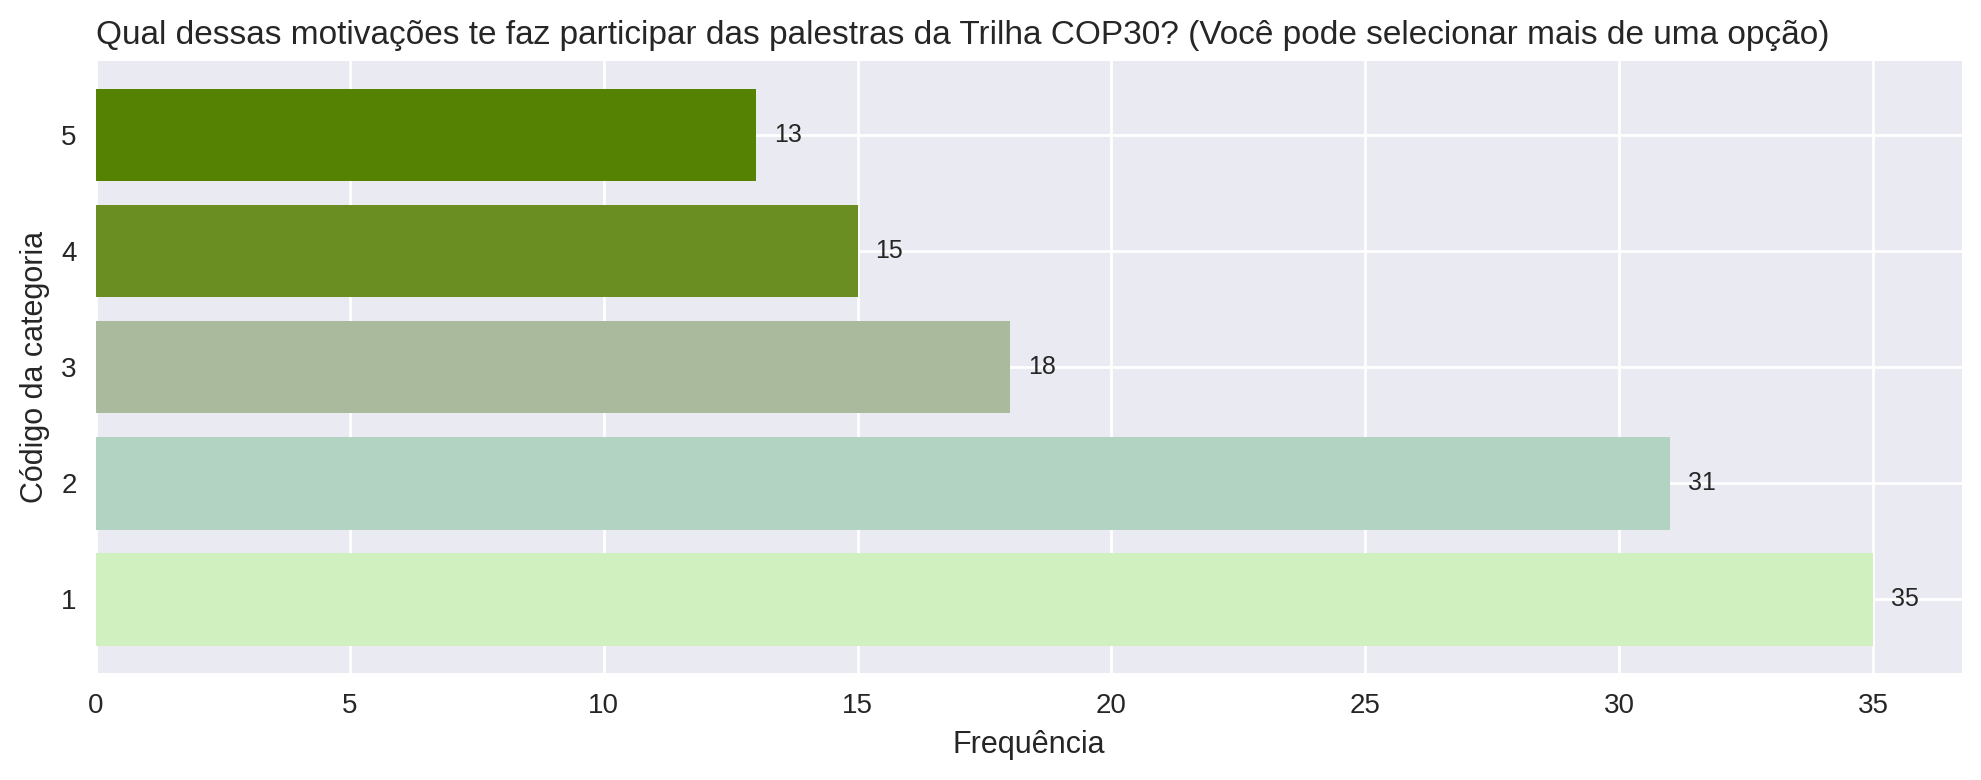 Qual dessas motivações te faz participar das palestras da Trilha COP30? (Você pode selecionar mais de uma opção)
Código da categoria
5
13
4
15
3
18
2
31
1
35
0 5 10 15 20 25 30 35
Frequência